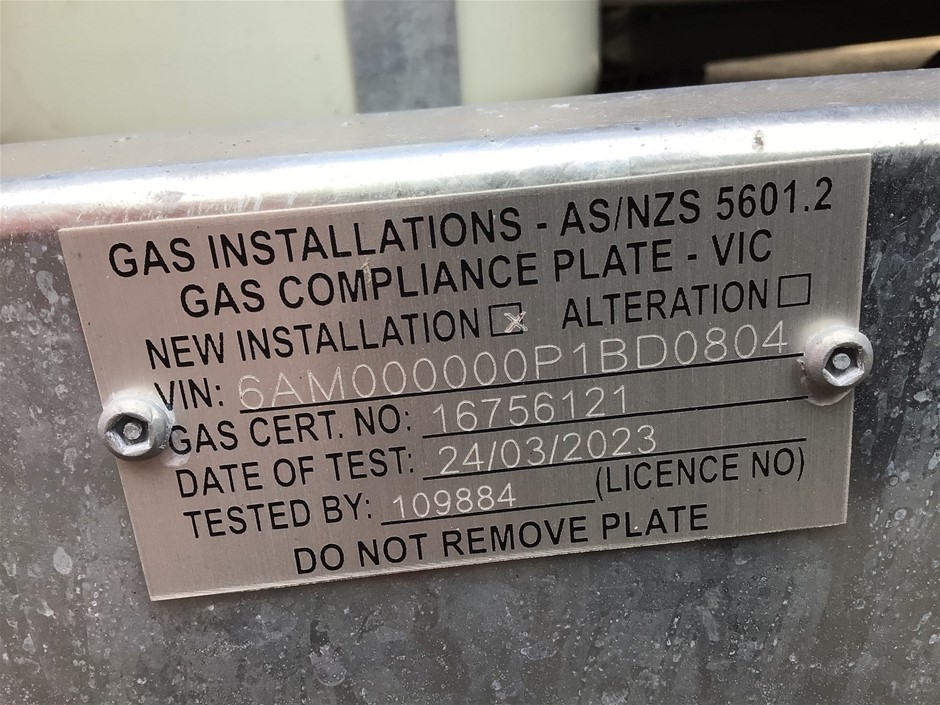 GAS INSTALLATIONS - AS/NZS 5601.2
GAS COMPLIANCE PLATE - VIC
NEW INSTALLATION ☒ ALTERATION ☐
VIN: 6AM000000P1BD0804
GAS CERT. NO: 16756121
DATE OF TEST: 24/03/2023
TESTED BY: 109884 (LICENCE NO)
DO NOT REMOVE PLATE